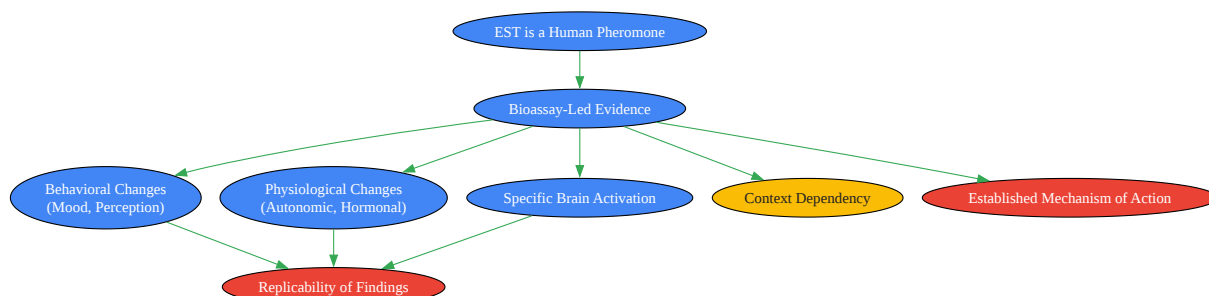 EST is a Human Pheromone
Bioassay-Led Evidence
Behavioral Changes
(Mood, Perception)
Physiological Changes
(Autonomic, Hormonal)
Specific Brain Activation
Context Dependency
Established Mechanism of Action
Replicability of Findings